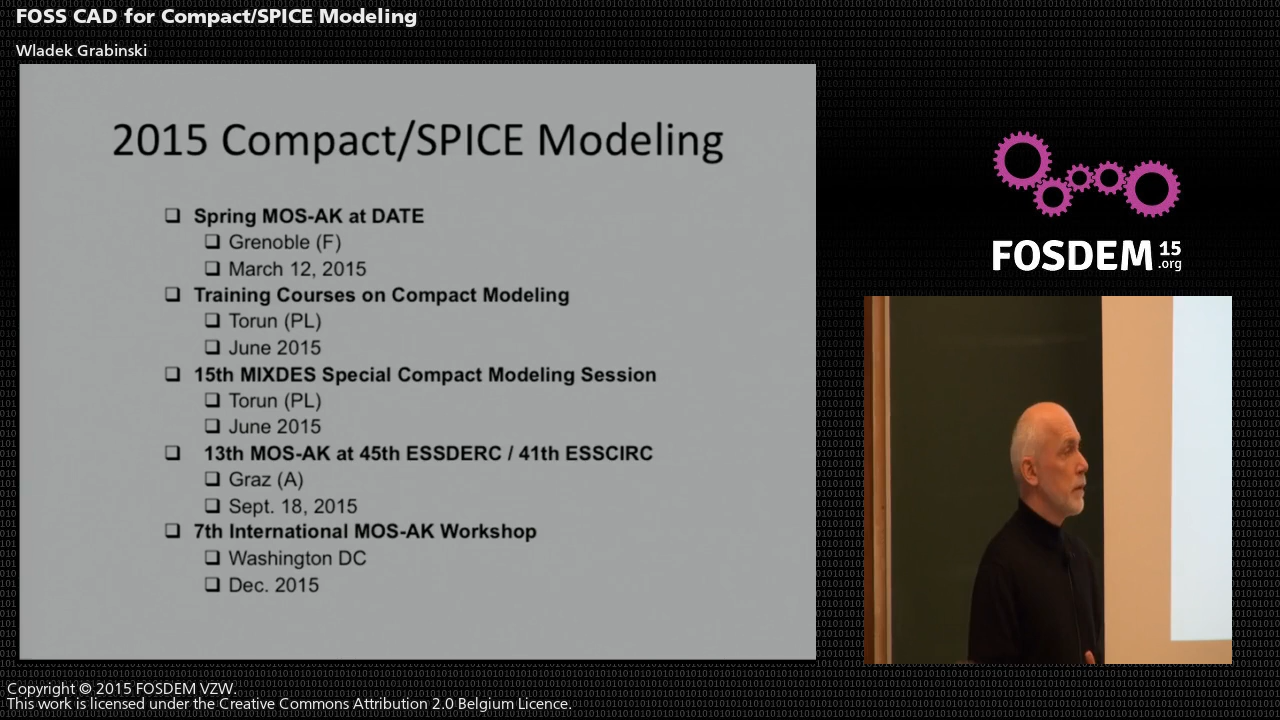 FOSS CAD for Compact/SPICE Modeling
Wladek Grabinski
2015 Compact/SPICE Modeling
❑ Spring MOS-AK at DATE
❑ Grenoble (F)
❑ March 12, 2015
❑ Training Courses on Compact Modeling
❑ Torun (PL)
❑ June 2015
❑ 15th MIXDES Special Compact Modeling Session
❑ Torun (PL)
❑ June 2015
❑ 13th MOS-AK at 45th ESSDERC / 41th ESSCIRC
❑ Graz (A)
❑ Sept. 18, 2015
❑ 7th International MOS-AK Workshop
❑ Washington DC
❑ Dec. 2015
FOSDEM 15 .org
Copyright © 2015 FOSDEM VZW.
This work is licensed under the Creative Commons Attribution 2.0 Belgium Licence.